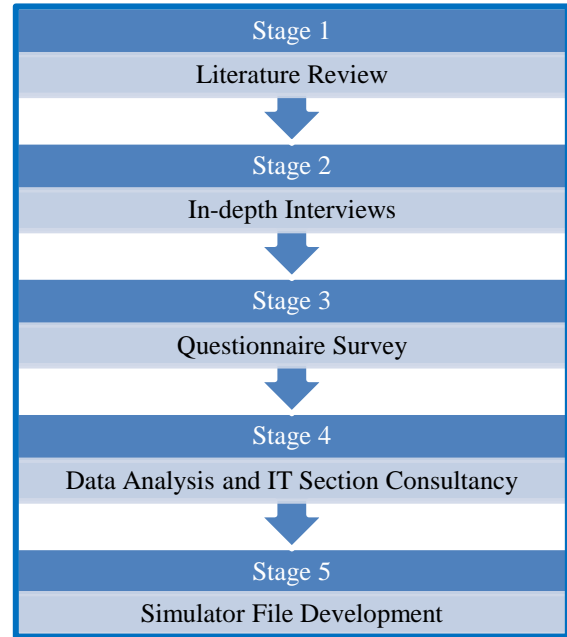 Stage 1
Literature Review
Stage 2
In-depth Interviews
Stage 3
Questionnaire Survey
Stage 4
Data Analysis and IT Section Consultancy
Stage 5
Simulator File Development